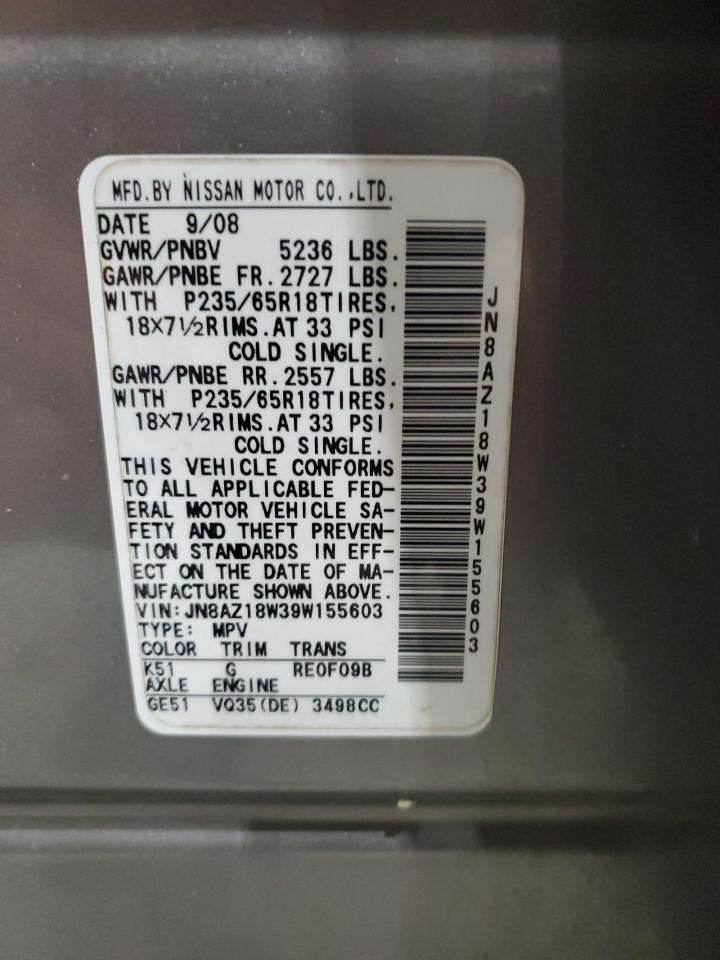 MFD.BY NISSAN MOTOR CO.,LTD.
DATE 9/08
GVWR/PNBV 5236 LBS.
GAWR/PNBE FR.2727 LBS.
WITH P235/65R18TIRES,
18×7½RIMS.AT 33 PSI
COLD SINGLE.
GAWR/PNBE RR.2557 LBS.
WITH P235/65R18TIRES,
18×7½RIMS.AT 33 PSI
COLD SINGLE.
THIS VEHICLE CONFORMS
TO ALL APPLICABLE FED-
ERAL MOTOR VEHICLE SA-
FETY AND THEFT PREVEN-
TION STANDARDS IN EFF-
ECT ON THE DATE OF MA-
NUFACTURE SHOWN ABOVE.
VIN:JN8AZ18W39W155603
TYPE: MPV
COLOR TRIM TRANS
K51 G RE0F09B
AXLE ENGINE
GE51 VQ35(DE) 3498CC
JN8AZ18W39W155603